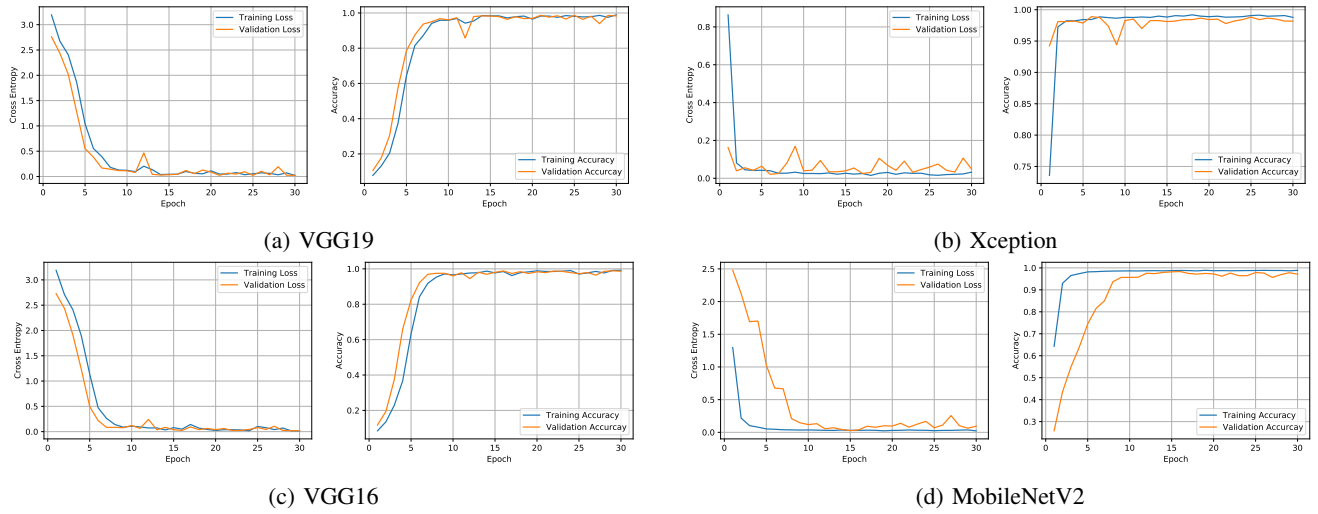 Cross Entropy
3.0
2.5
2.0
1.5
1.0
0.5
0.0
0 5 10 15 20 25 30
Epoch
Training Loss
Validation Loss
Accuracy
1.0
0.8
0.6
0.4
0.2
0 5 10 15 20 25 30
Epoch
Training Accuracy
Validation Accurcay
(a) VGG19
Cross Entropy
0.8
0.6
0.4
0.2
0.0
0 5 10 15 20 25 30
Epoch
Training Loss
Validation Loss
Accuracy
1.00
0.95
0.90
0.85
0.80
0.75
0 5 10 15 20 25 30
Epoch
Training Accuracy
Validation Accurcay
(b) Xception
Cross Entropy
3.0
2.5
2.0
1.5
1.0
0.5
0.0
0 5 10 15 20 25 30
Epoch
Training Loss
Validation Loss
Accuracy
1.0
0.8
0.6
0.4
0.2
0 5 10 15 20 25 30
Epoch
Training Accuracy
Validation Accurcay
(c) VGG16
Cross Entropy
2.5
2.0
1.5
1.0
0.5
0.0
0 5 10 15 20 25 30
Epoch
Training Loss
Validation Loss
Accuracy
1.0
0.9
0.8
0.7
0.6
0.5
0.4
0.3
0 5 10 15 20 25 30
Epoch
Training Accuracy
Validation Accurcay
(d) MobileNetV2